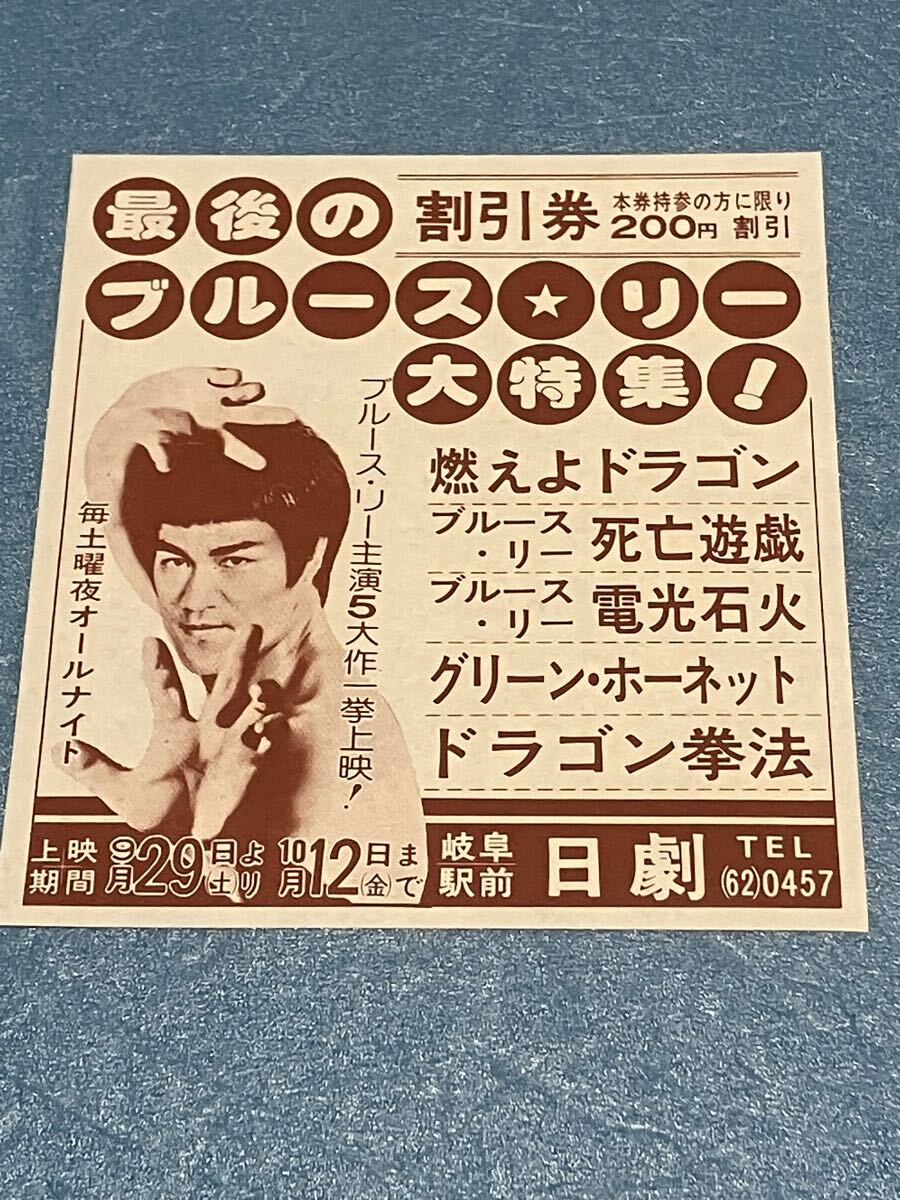 最後の
割引券 本券持参の方に限り
200円 割引
ブルース★リー
大特集!
ブルース・リー主演5大作一挙上映!
毎土曜夜オールナイト
燃えよドラゴン
ブルース・リー 死亡遊戯
ブルース・リー 電光石火
グリーン・ホーネット
ドラゴン拳法
上映期間 9月29日(土)より 10月12日(金)まで
岐阜駅前 日劇 TEL (62)0457